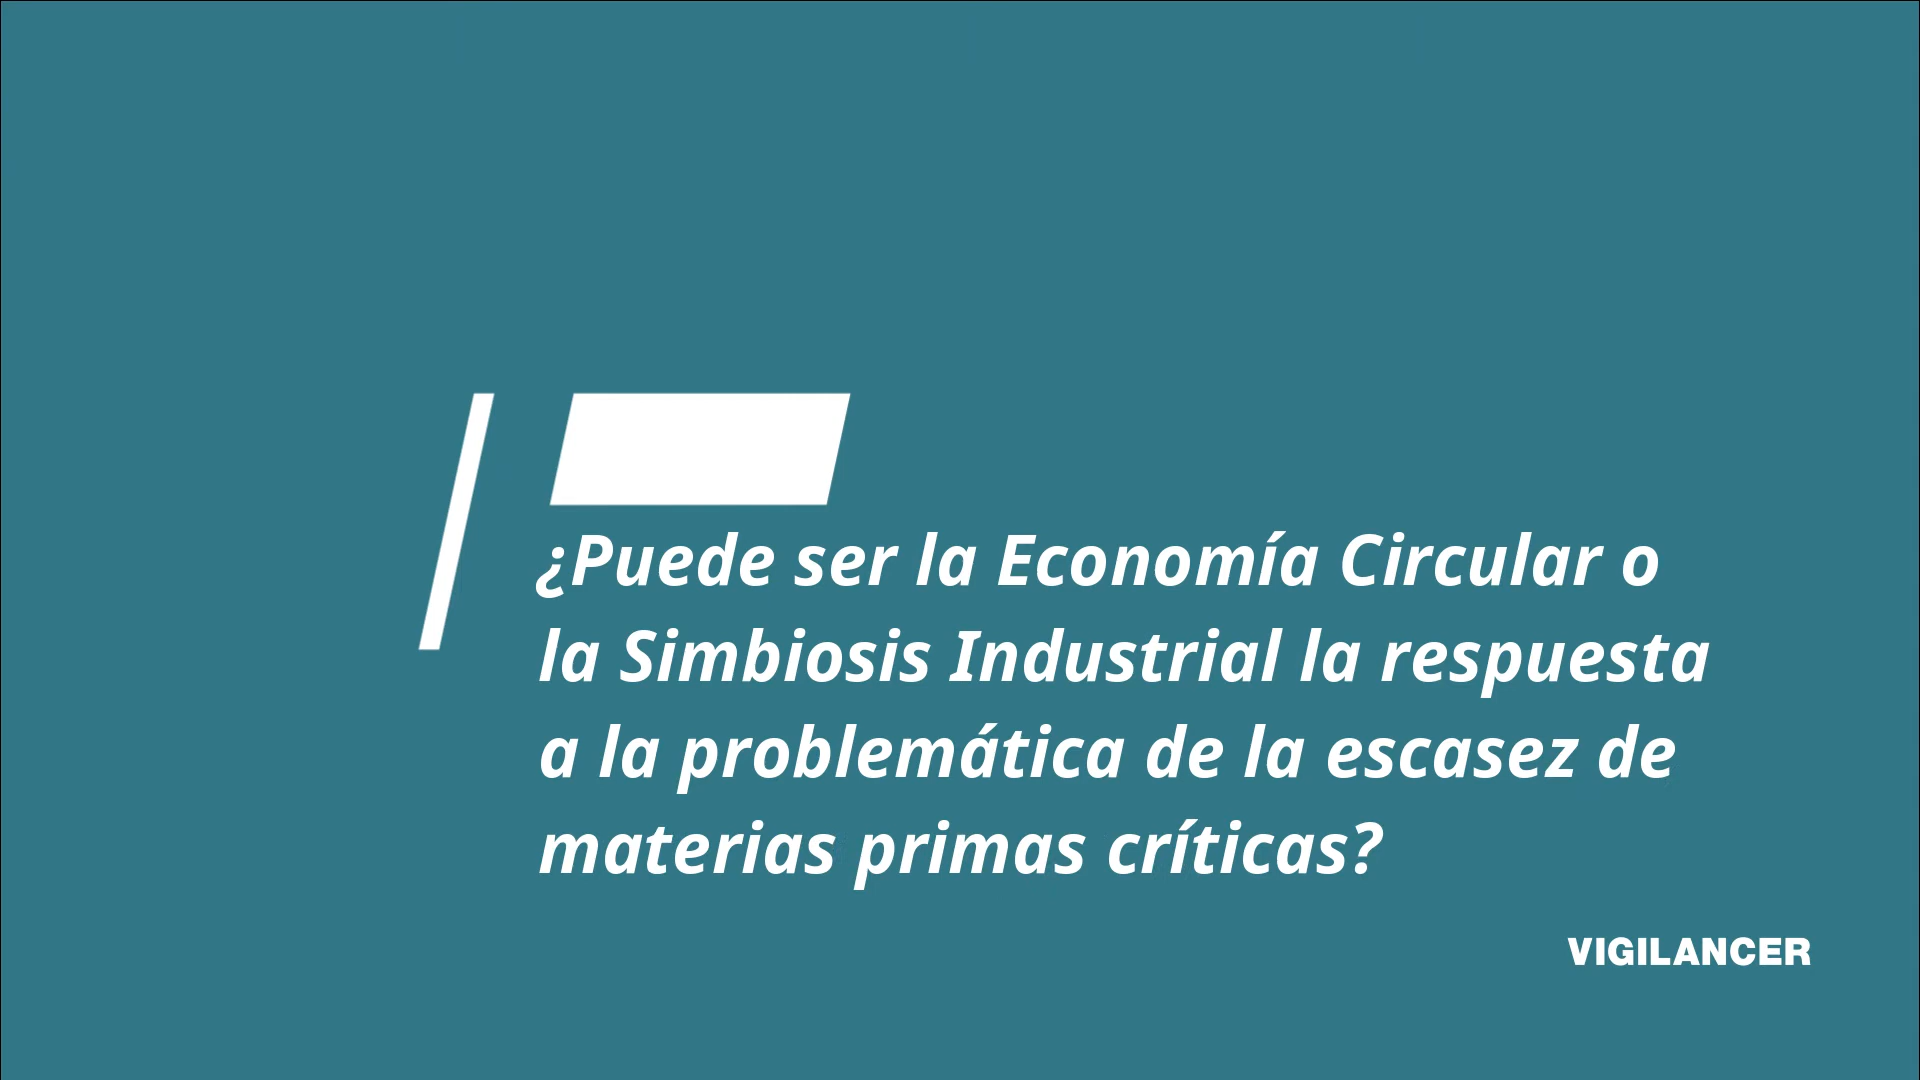 ¿Puede ser la Economía Circular o
la Simbiosis Industrial la respuesta
a la problemática de la escasez de
materias primas críticas?
VIGILANCER